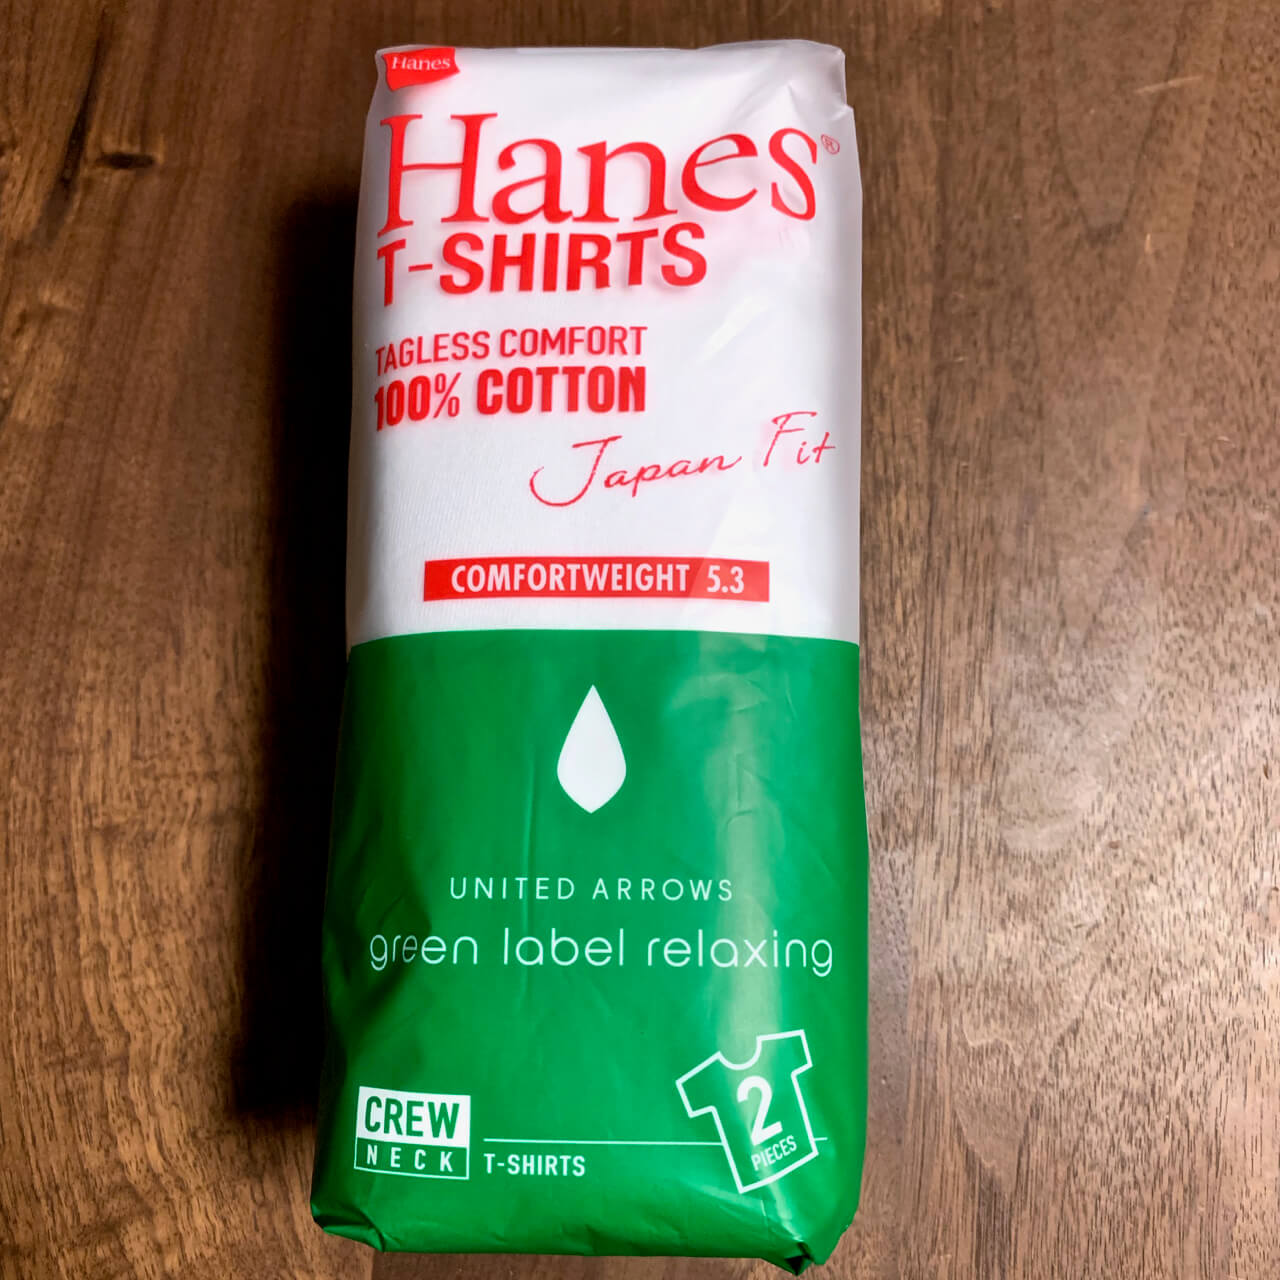 Hanes
Hanes®
T-SHIRTS
TAGLESS COMFORT
100% COTTON
Japan Fit
COMFORTWEIGHT 5.3
UNITED ARROWS
green label relaxing
2
PIECES
CREW
NECK
T-SHIRTS